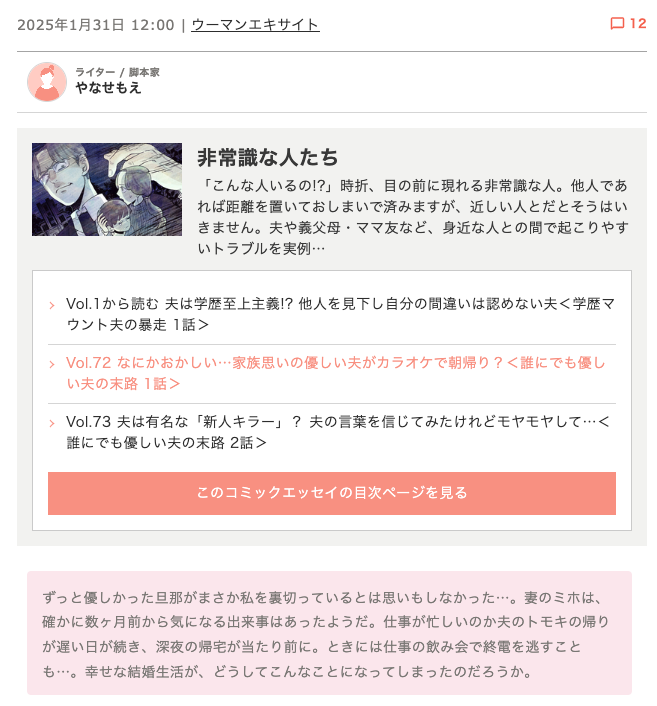 2025年1月31日 12:00 | ウーマンエキサイト
12
ライター / 脚本家
やなせもえ
非常識な人たち
「こんな人いるの!?」時折、目の前に現れる非常識な人。他人であ
れば距離を置いておしまいで済みますが、近しい人とだとそうはい
きません。夫や義父母・ママ友など、身近な人との間で起こりやす
いトラブルを実例…
Vol.1から読む 夫は学歴至上主義!? 他人を見下し自分の間違いは認めない夫＜学歴マ
ウント夫の暴走 1話＞
Vol.72 なにかおかしい…家族思いの優しい夫がカラオケで朝帰り？＜誰にでも優し
い夫の末路 1話＞
Vol.73 夫は有名な「新人キラー」？ 夫の言葉を信じてみたけれどモヤモヤして…＜
誰にでも優しい夫の末路 2話＞
このコミックエッセイの目次ページを見る
ずっと優しかった旦那がまさか私を裏切っているとは思いもしなかった…。妻のミホは、
確かに数ヶ月前から気になる出来事はあったようだ。仕事が忙しいのか夫のトモキの帰り
が遅い日が続き、深夜の帰宅が当たり前に。ときには仕事の飲み会で終電を逃すこと
も…。幸せな結婚生活が、どうしてこんなことになってしまったのだろうか。